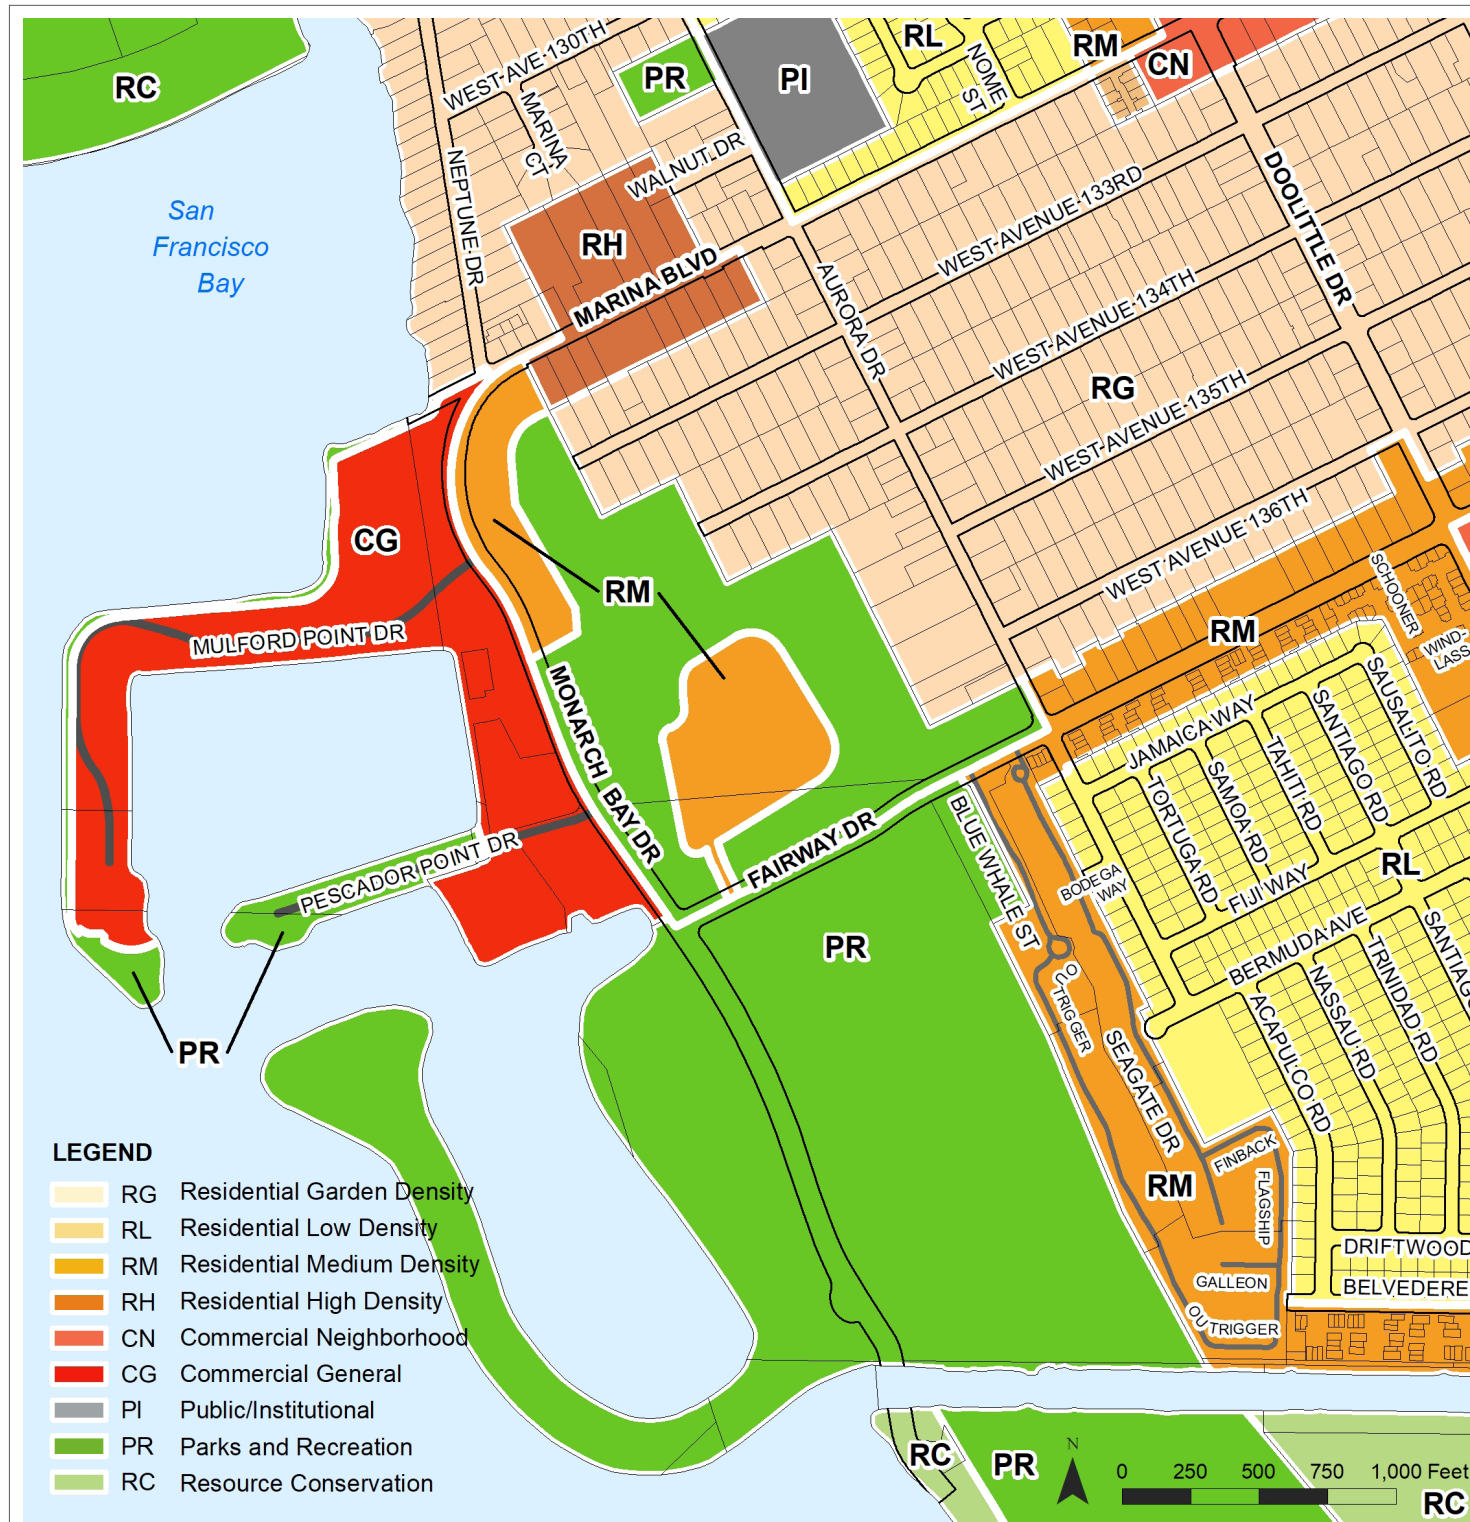 RC
WEST AVE 130TH
MARINA
CT
PR
PI
RL
NOME
ST
RM
CN
NEPTUNE DR
WALNUT DR
San
Francisco
Bay
RH
MARINA BLVD
AURORA DR
WEST AVENUE 133RD
DOOLITTLE DR
WEST AVENUE 134TH
RG
WEST AVENUE 135TH
WEST AVENUE 136TH
CG
RM
RM
SCHOONER
WIND-
LASS
MULFORD POINT DR
MONARCH BAY DR
JAMAICA WAY
TORTUGA RD
SAMOA RD
TAHITI RD
SANTIAGO RD
SAUSALITO RD
PESCADOR POINT DR
FAIRWAY DR
BLUE WHALE ST
BODEGA
WAY
FIJI WAY
RL
BERMUDA AVE
PR
OUTRIGGER
SEAGATE DR
ACAPULCO RD
NASSAU RD
TRINIDAD RD
SANTIAG
PR
RM
FINBACK
FLAGSHIP
GALLEON
OUTRIGGER
DRIFTWOOD
BELVEDERE
LEGEND
RG Residential Garden Density
RL Residential Low Density
RM Residential Medium Density
RH Residential High Density
CN Commercial Neighborhood
CG Commercial General
PI Public/Institutional
PR Parks and Recreation
RC Resource Conservation
RC
PR
N
0 250 500 750 1,000 Feet
RC